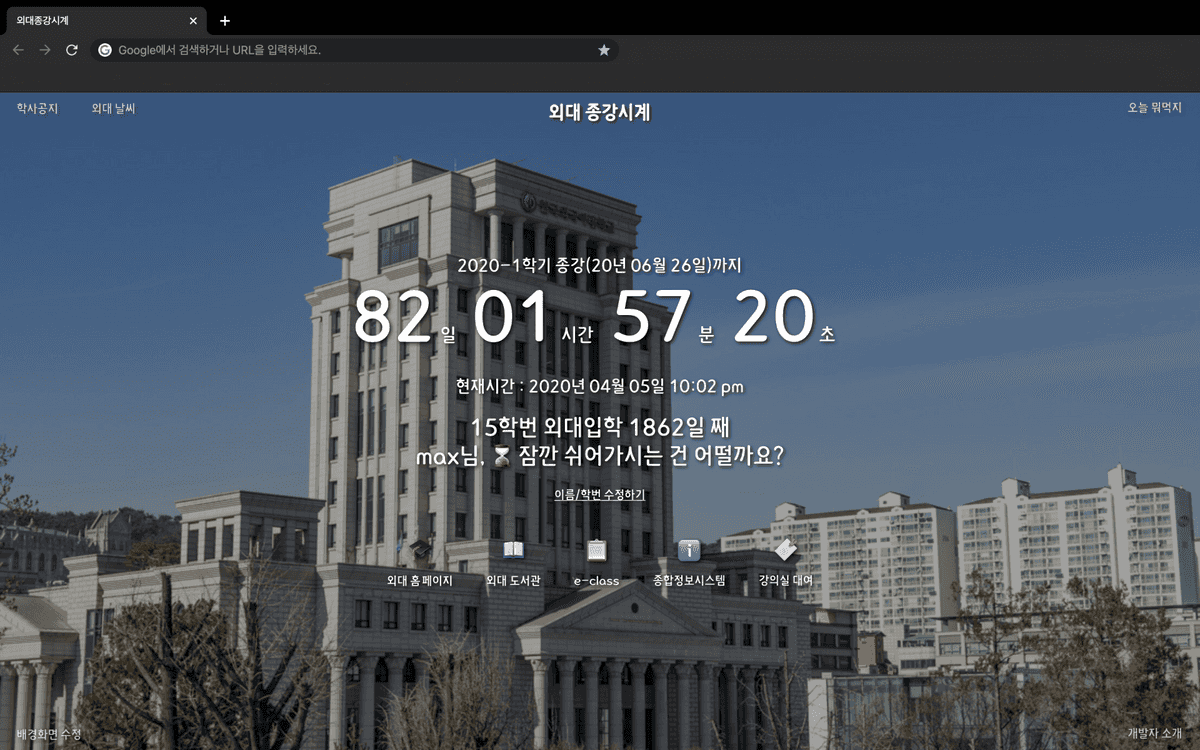 외대종강시계
Google에서 검색하거나 URL을 입력하세요.
학사공지 외대 날씨 외대 종강시계 오늘 뭐먹지
2020-1학기 종강(20년 06월 26일)까지
82일 01시간 57분 20초
현재시간 : 2020년 04월 05일 10:02 pm
15학번 외대입학 1862일 째
max님, ⏳ 잠깐 쉬어가시는 건 어떨까요?
이름/학번 수정하기
외대 홈페이지 외대 도서관 e-class 종합정보시스템 강의실 대여
배경화면 수정 개발자 소개